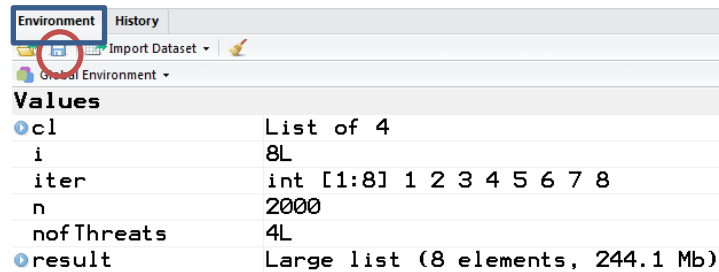 Environment History
Import Dataset
Global Environment
Values
cl List of 4
i 8L
iter int [1:8] 1 2 3 4 5 6 7 8
n 2000
nofThreats 4L
result Large list (8 elements, 244.1 Mb)